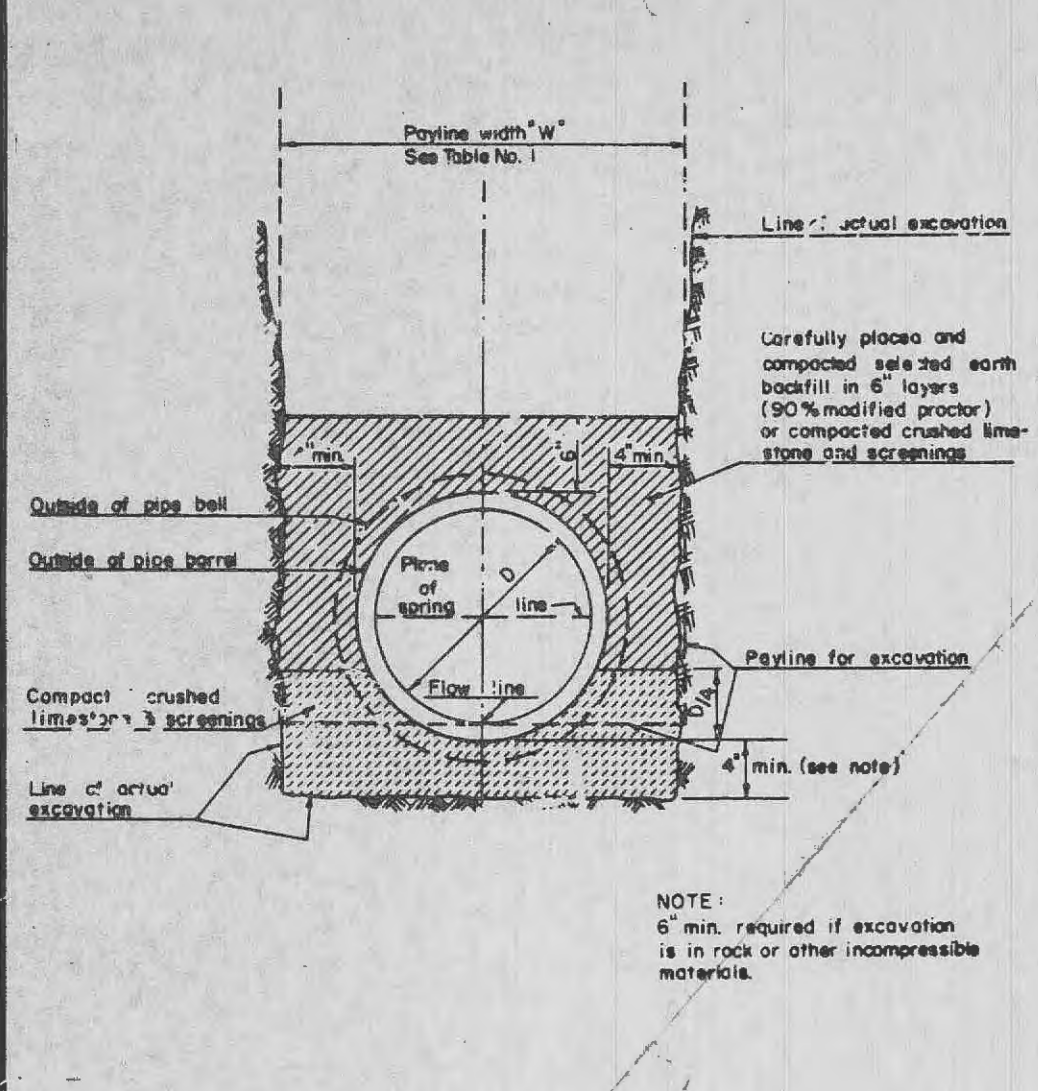 Payline width "W"
See Table No. 1
Line actual excavation
Carefully placed and
compacted selected earth
backfill in 6" layers
(90% modified proctor)
or compacted crushed lime-
stone and screenings
min.
6"
4" min.
Outside of pipe bell
Outside of pipe barrel
Plane
of
spring line
D
Flow line
Payline for excavation
D/4
Compact crushed
limestone & screenings
4" min. (see note)
Line of actual
excavation
NOTE:
6" min. required if excavation
is in rock or other incompressible
materials.